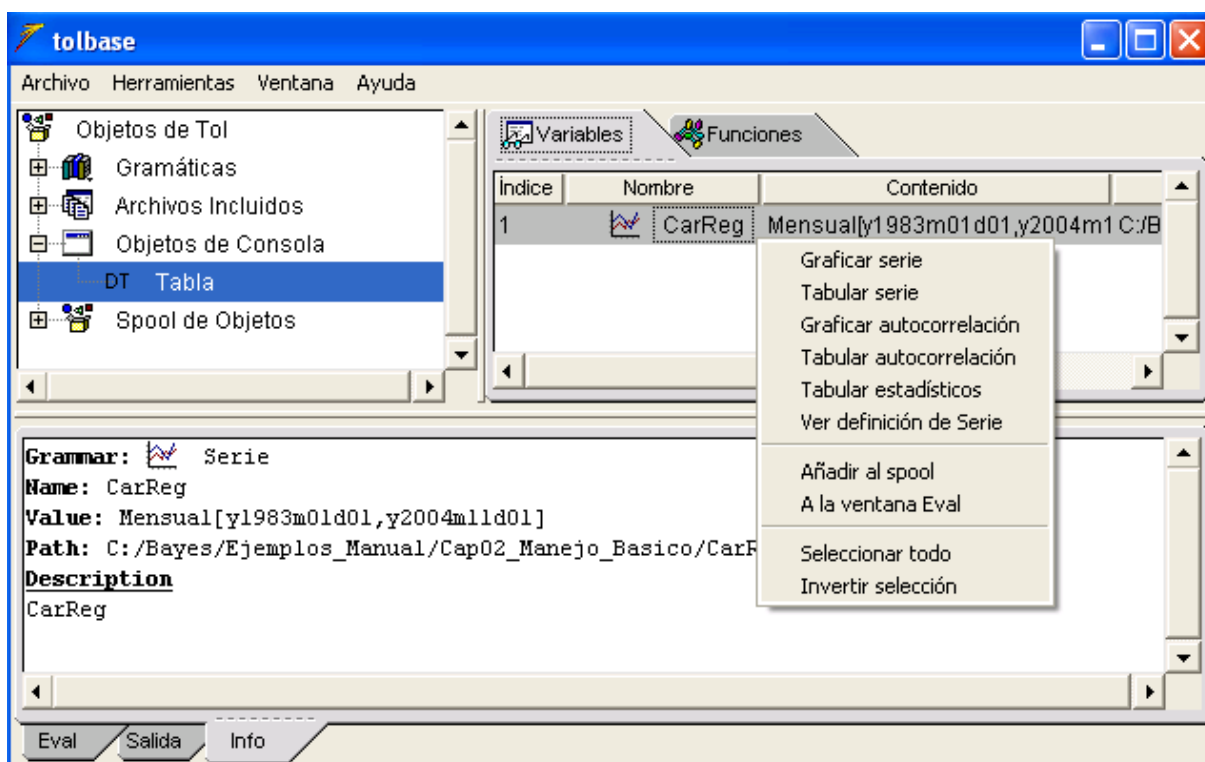 tolbase
Archivo Herramientas Ventana Ayuda
Objetos de Tol
Gramáticas
Archivos Incluidos
Objetos de Consola
DT Tabla
Spool de Objetos
Variables Funciones
Índice Nombre Contenido
1 CarReg Mensual[y1983m01d01,y2004m1 C:/B
Graficar serie
Tabular serie
Graficar autocorrelación
Tabular autocorrelación
Tabular estadísticos
Ver definición de Serie
Añadir al spool
A la ventana Eval
Seleccionar todo
Invertir selección
Grammar: Serie
Name: CarReg
Value: Mensual[y1983m01d01,y2004m11d01]
Path: C:/Bayes/Ejemplos_Manual/Cap02_Manejo_Basico/CarR
Description
CarReg
Eval Salida Info